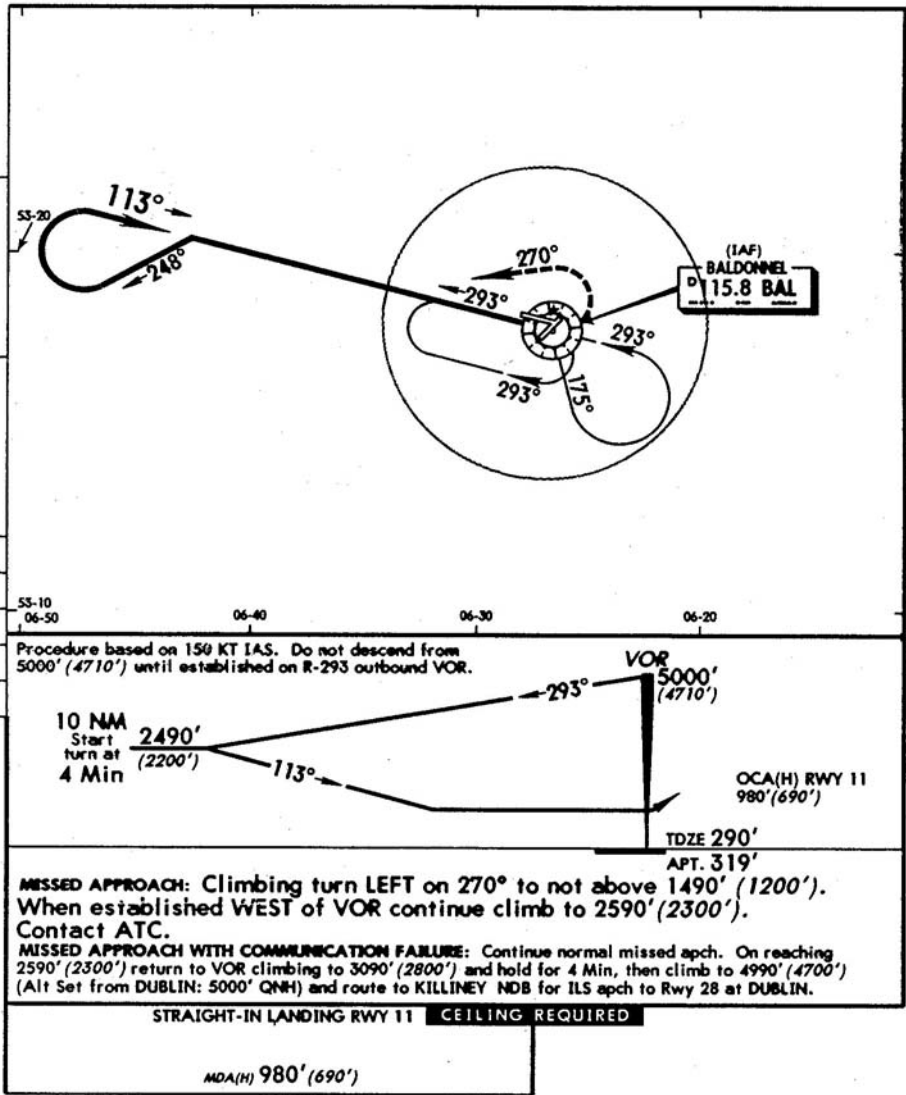 113°
53-20
248°
270°
293°
(IAF)
BALDONNEL
D 115.8 BAL
293°
293°
175°
53-10
06-50
06-40
06-30
06-20
Procedure based on 150 KT IAS. Do not descend from
5000' (4710') until established on R-293 outbound VOR.
VOR
5000'
(4710')
293°
10 NM
Start
turn at
4 Min
2490'
(2200')
113°
OCA(H) RWY 11
980'(690')
TDZE 290'
APT. 319'
MISSED APPROACH: Climbing turn LEFT on 270° to not above 1490' (1200').
When established WEST of VOR continue climb to 2590' (2300').
Contact ATC.
MISSED APPROACH WITH COMMUNICATION FAILURE: Continue normal missed apch. On reaching
2590' (2300') return to VOR climbing to 3090' (2800') and hold for 4 Min, then climb to 4990' (4700')
(Alt Set from DUBLIN: 5000' QNH) and route to KILLINEY NDB for ILS apch to Rwy 28 at DUBLIN.
STRAIGHT-IN LANDING RWY 11 CEILING REQUIRED
MDA(H) 980' (690')